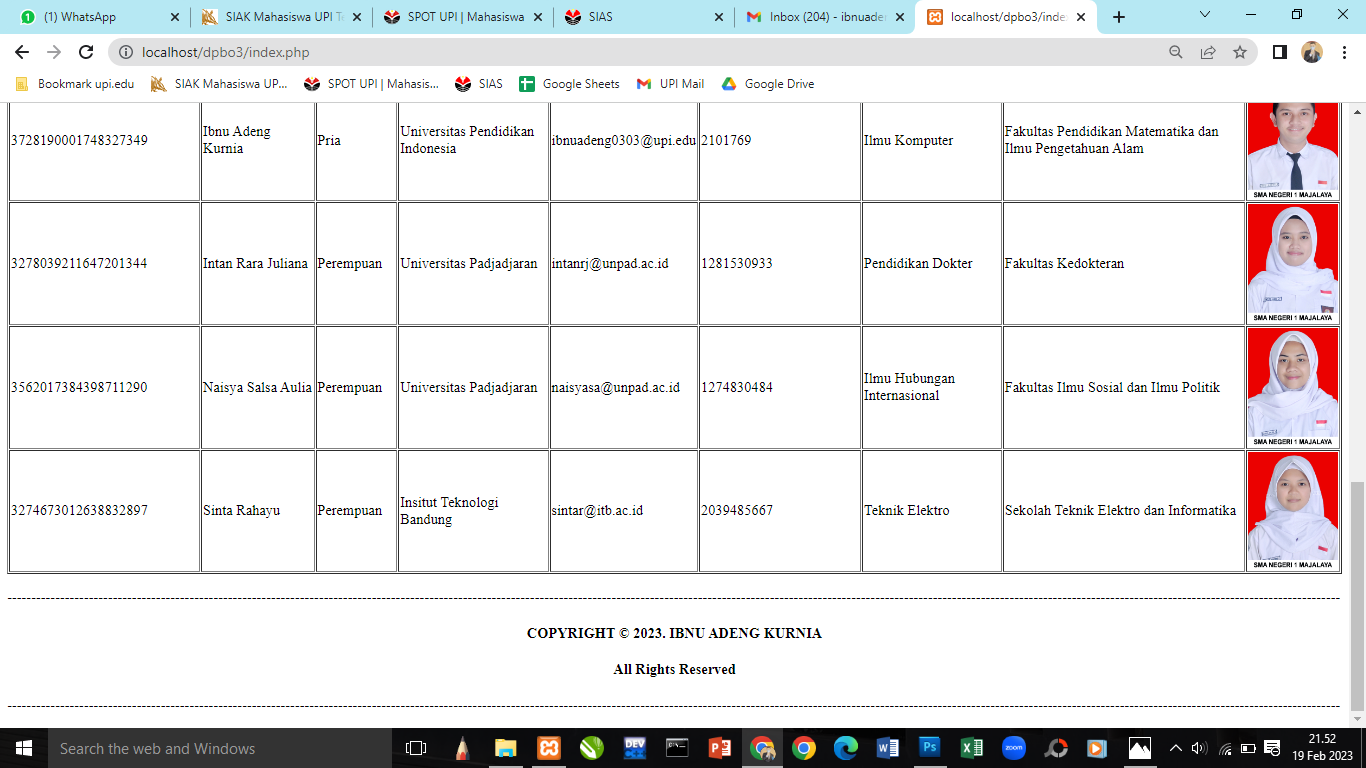 (1) WhatsApp
SIAK Mahasiswa UPI
SPOT UPI | Mahasiswa
SIAS
Inbox (204) - ibnuader
localhost/dpbo3/inde
localhost/dpbo3/index.php
Bookmark upi.edu
SIAK Mahasiswa UP...
SPOT UPI | Mahasis...
SIAS
Google Sheets
UPI Mail
Google Drive
3728190001748327349
Ibnu Adeng
Kurnia
Pria
Universitas Pendidikan
Indonesia
ibnuadeng0303@upi.edu
2101769
Ilmu Komputer
Fakultas Pendidikan Matematika dan
Ilmu Pengetahuan Alam
SMA NEGERI 1 MAJALAYA
3278039211647201344
Intan Rara Juliana
Perempuan
Universitas Padjadjaran
intanrj@unpad.ac.id
1281530933
Pendidikan Dokter
Fakultas Kedokteran
SMA NEGERI 1 MAJALAYA
3562017384398711290
Naisya Salsa Aulia
Perempuan
Universitas Padjadjaran
naisyasa@unpad.ac.id
1274830484
Ilmu Hubungan
Internasional
Fakultas Ilmu Sosial dan Ilmu Politik
SMA NEGERI 1 MAJALAYA
3274673012638832897
Sinta Rahayu
Perempuan
Insitut Teknologi
Bandung
sintar@itb.ac.id
2039485667
Teknik Elektro
Sekolah Teknik Elektro dan Informatika
SMA NEGERI 1 MAJALAYA
COPYRIGHT © 2023. IBNU ADENG KURNIA
All Rights Reserved
Search the web and Windows
DEV
zoom
Ps
21.52
19 Feb 2023